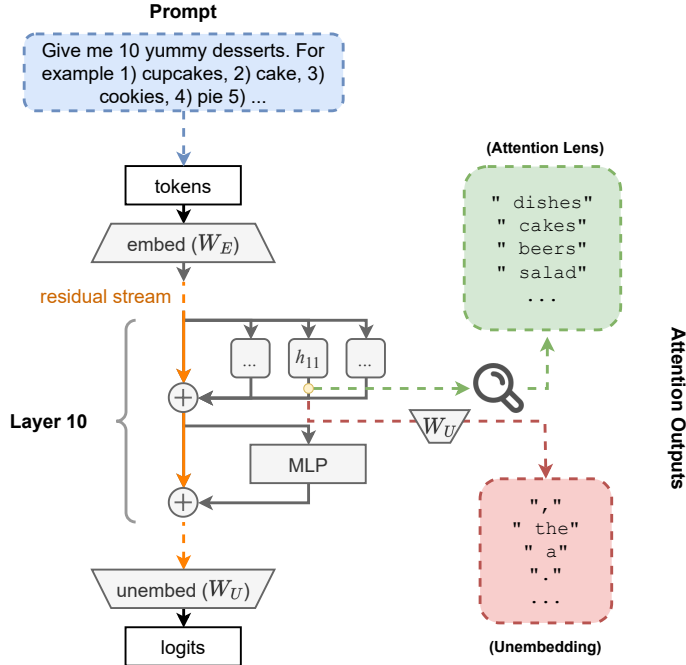 Prompt
Give me 10 yummy desserts. For
example 1) cupcakes, 2) cake, 3)
cookies, 4) pie 5) ...
tokens
embed (W_E)
residual stream
Layer 10
...
h_11
...
MLP
unembed (W_U)
logits
W_U
(Attention Lens)
" dishes"
" cakes"
" beers"
" salad"
...
Attention Outputs
","
" the"
" a"
"."
...
(Unembedding)